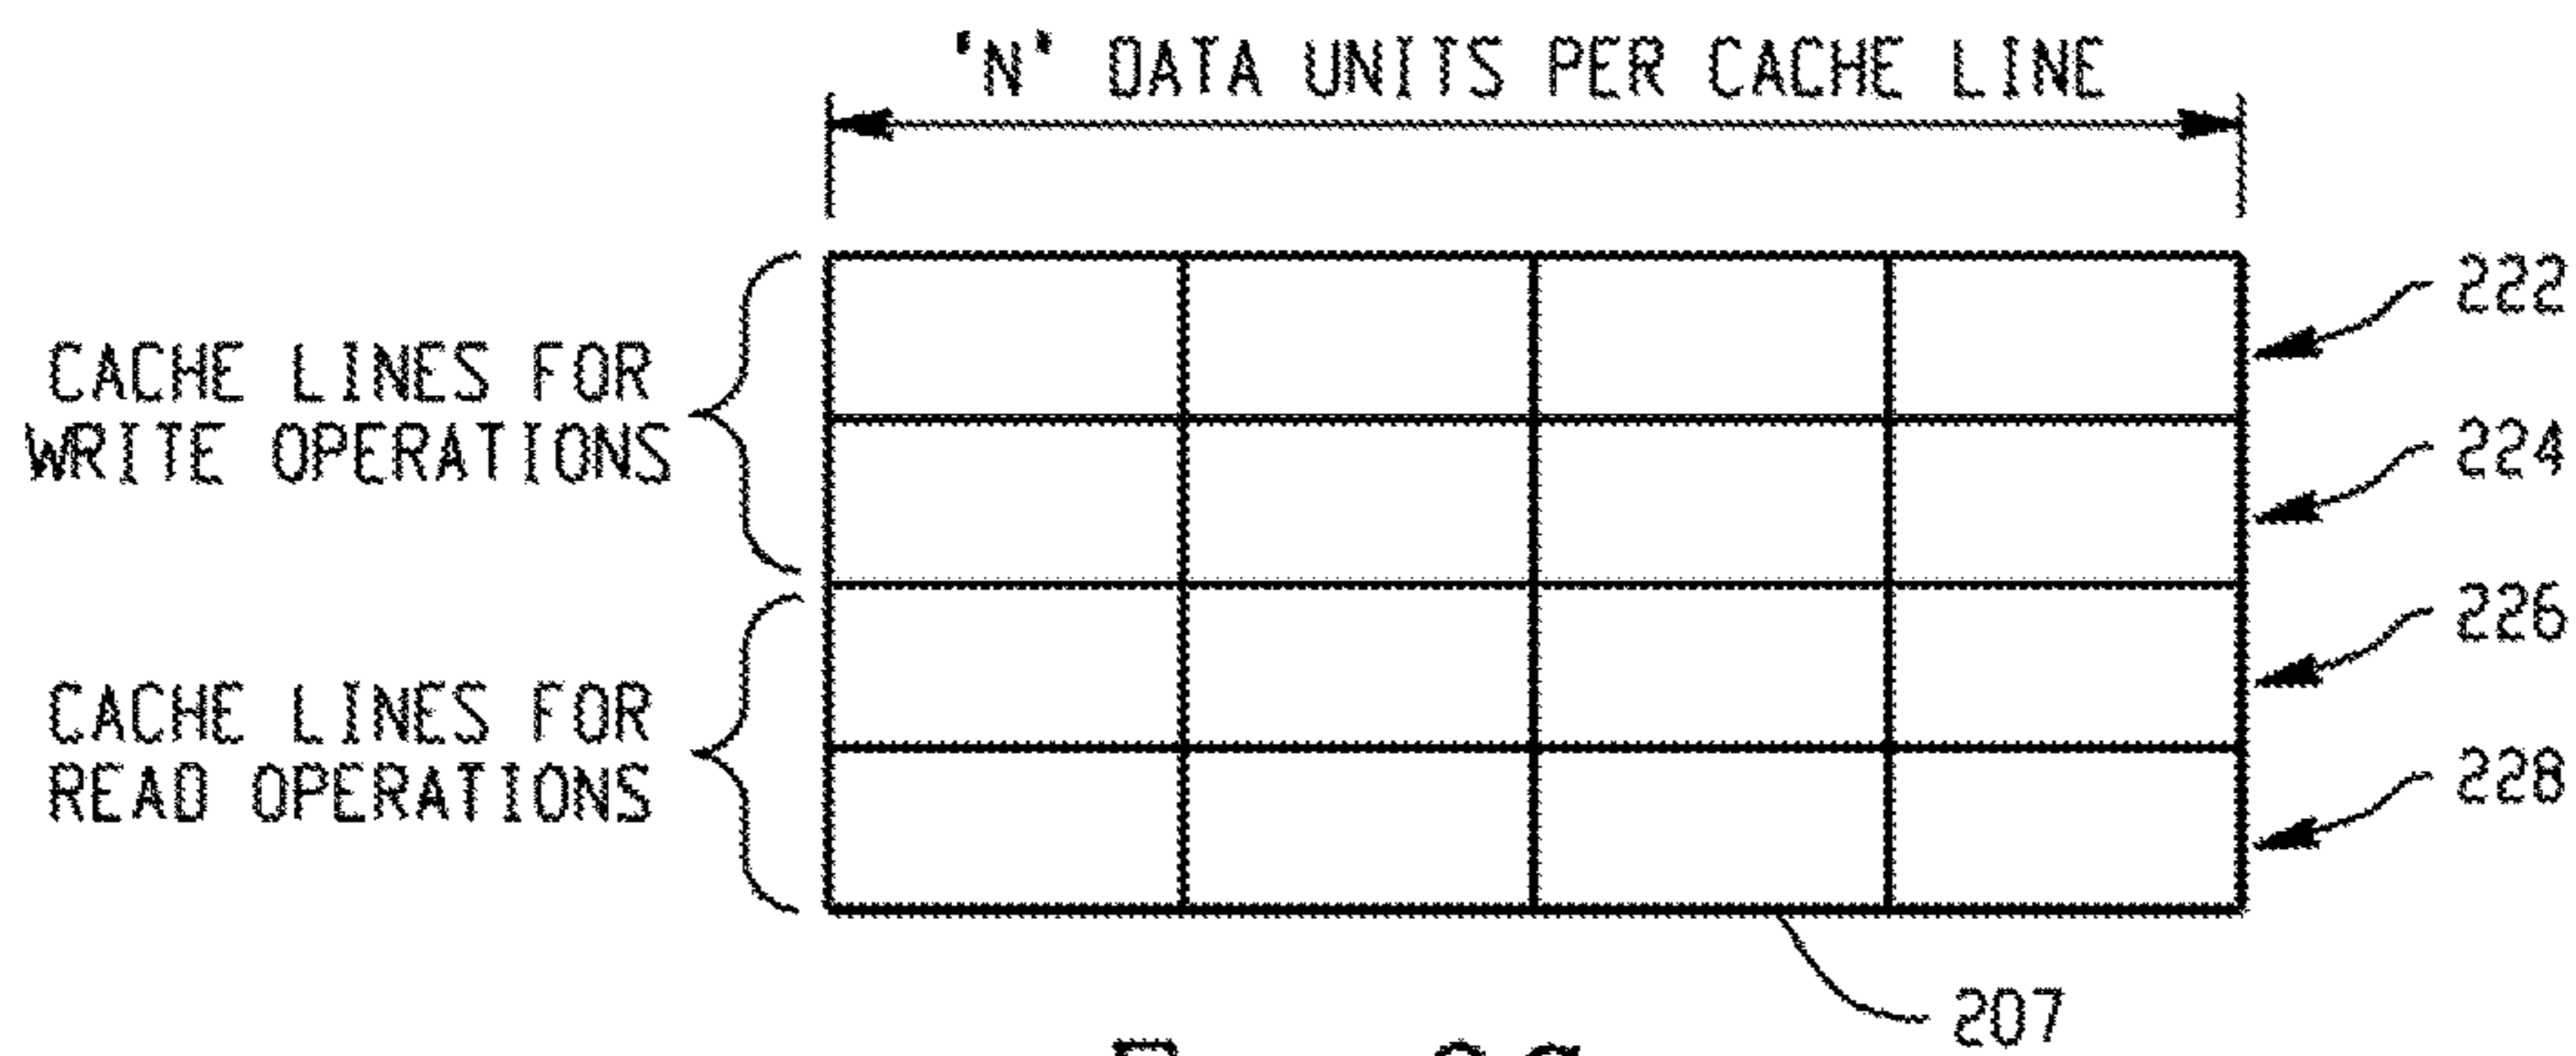 "N" DATA UNITS PER CACHE LINE
222
CACHE LINES FOR
WRITE OPERATIONS
224
226
CACHE LINES FOR
READ OPERATIONS
228
207